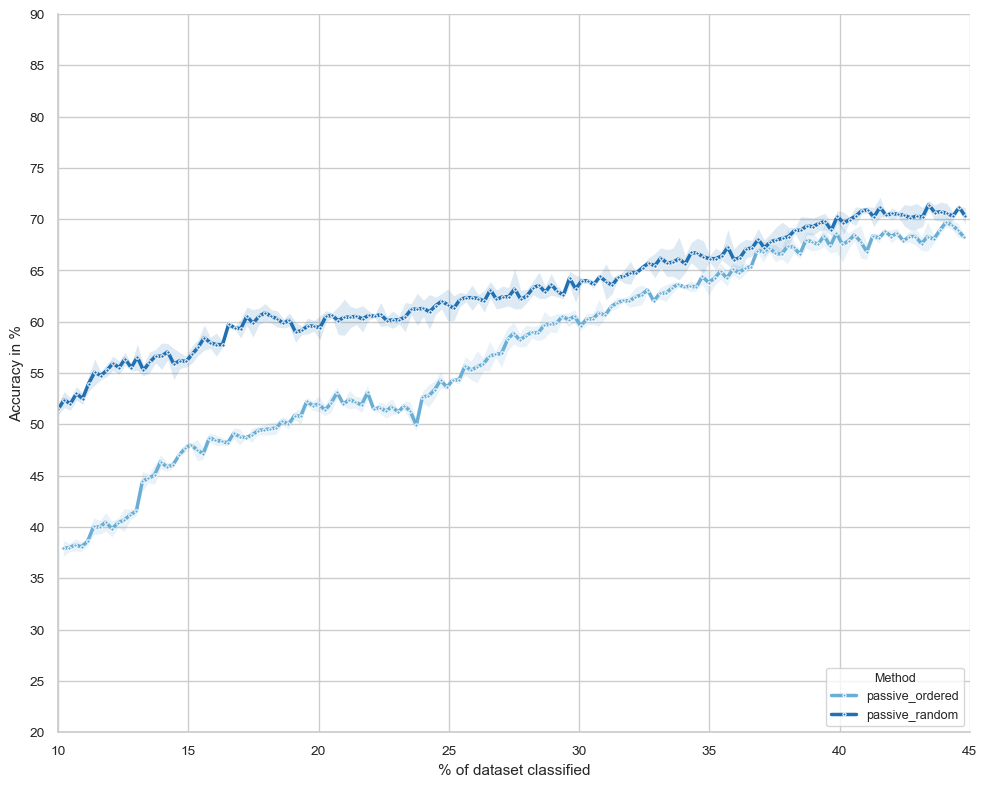 90
85
80
75
70
65
60
55
50
45
40
35
30
25
20
Accuracy in %
10 15 20 25 30 35 40 45
% of dataset classified
Method
passive_ordered
passive_random